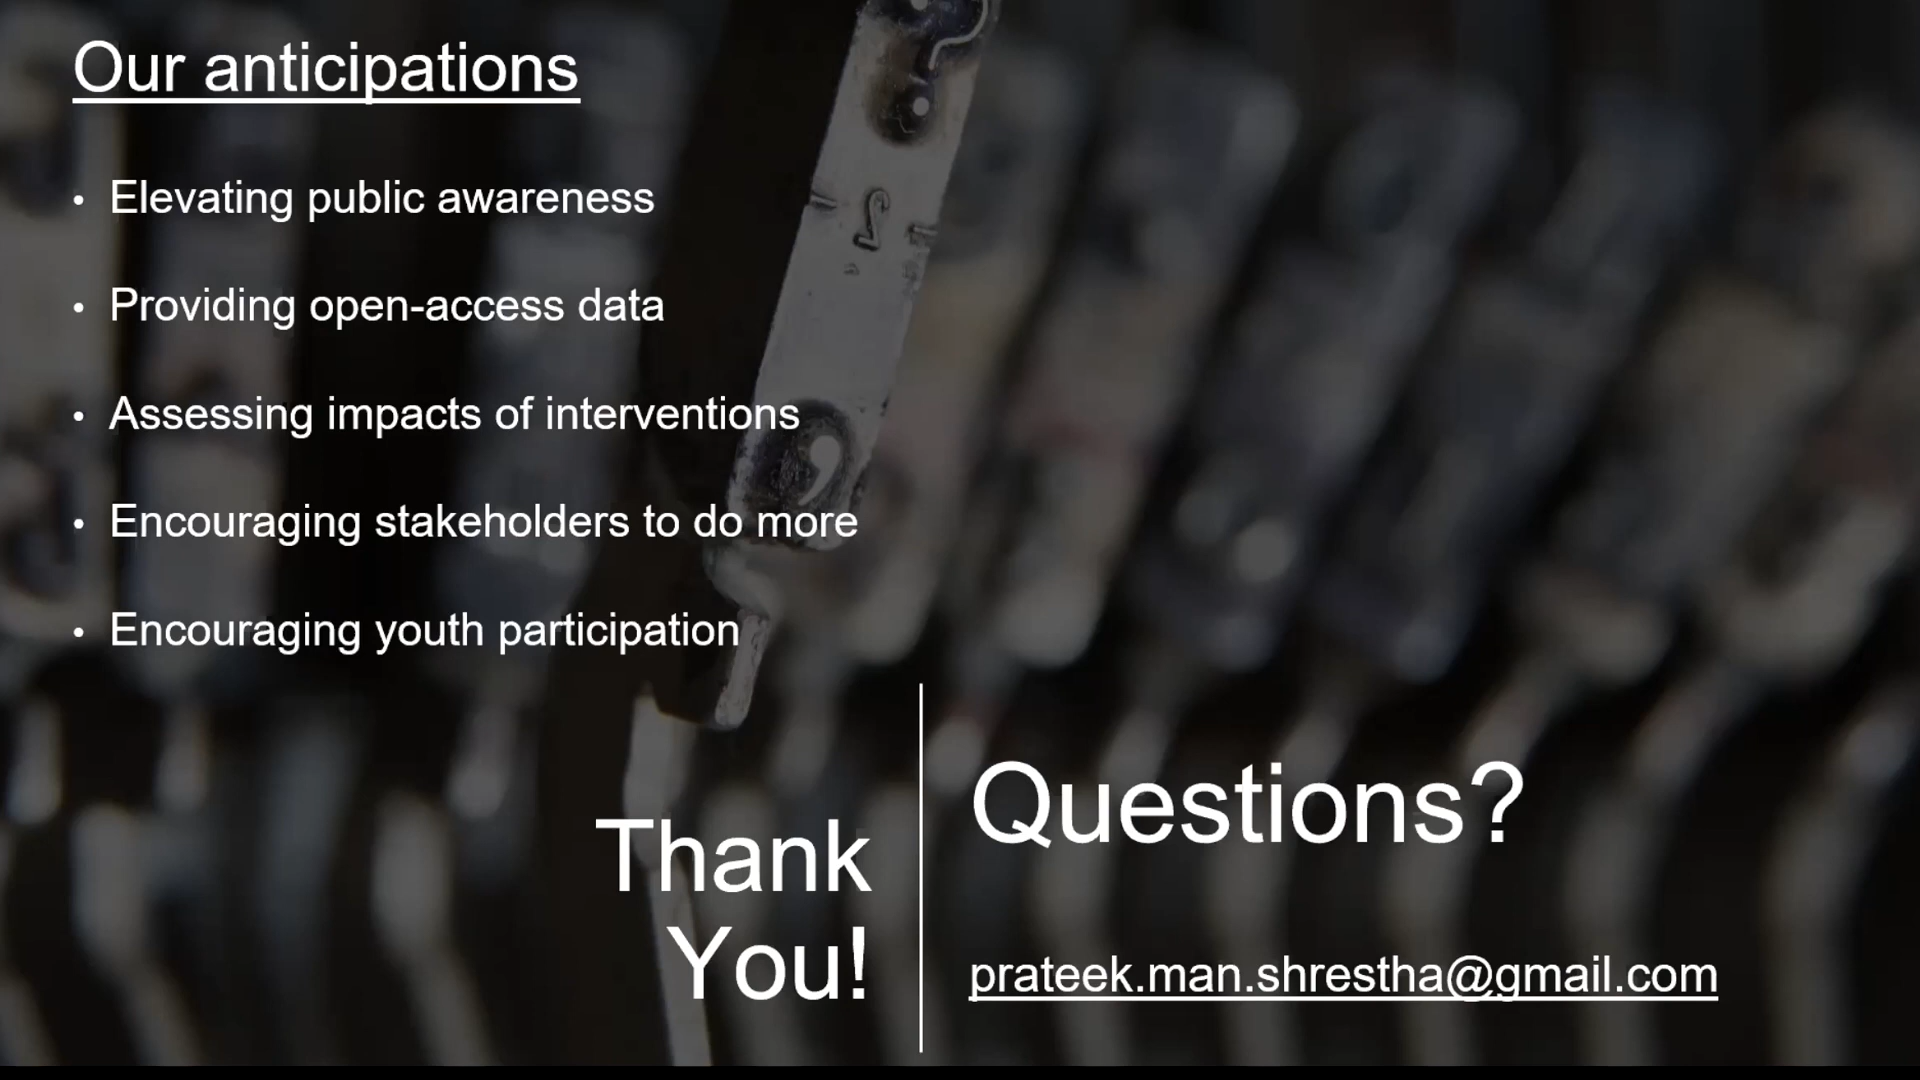 Our anticipations
• Elevating public awareness
• Providing open-access data
• Assessing impacts of interventions
• Encouraging stakeholders to do more
• Encouraging youth participation
Thank
You!
Questions?
prateek.man.shrestha@gmail.com